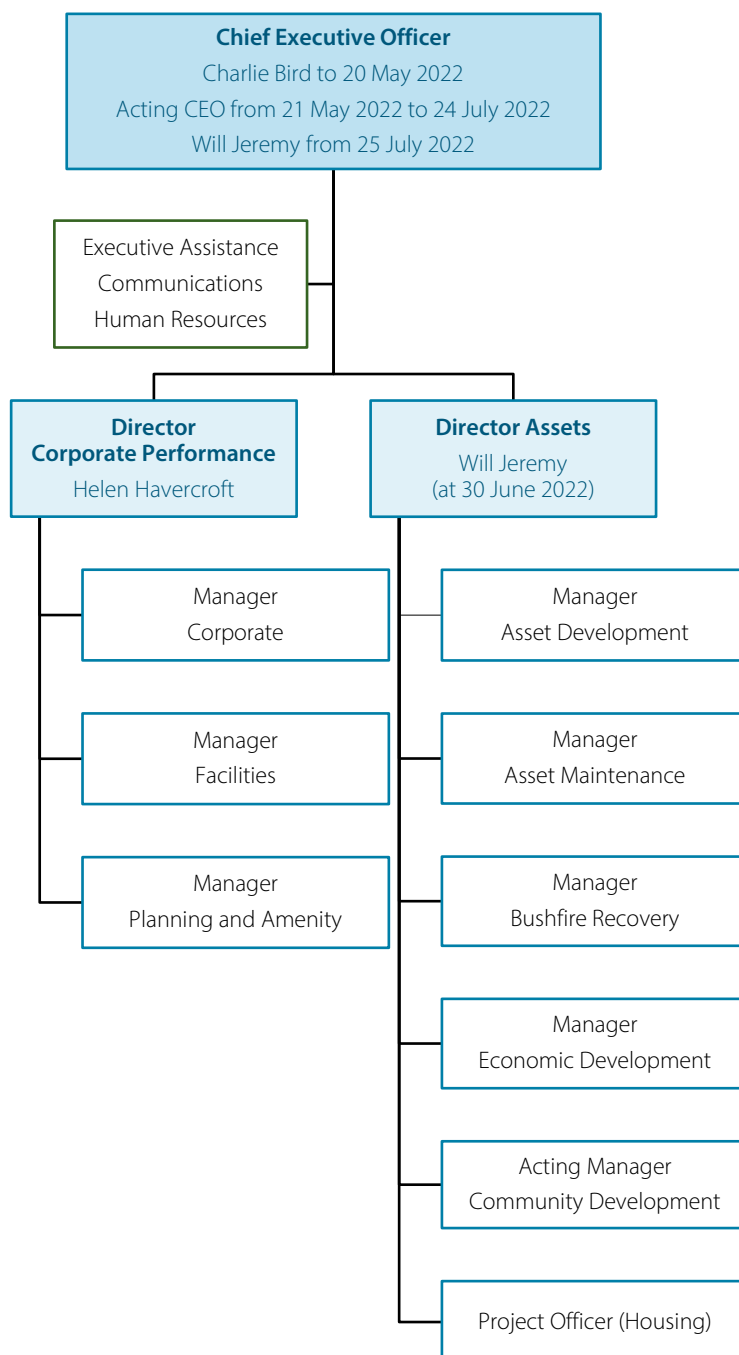 Chief Executive Officer
Charlie Bird to 20 May 2022
Acting CEO from 21 May 2022 to 24 July 2022
Will Jeremy from 25 July 2022
Executive Assistance
Communications
Human Resources
Director
Corporate Performance
Helen Havercroft
Manager
Corporate
Manager
Facilities
Manager
Planning and Amenity
Director Assets
Will Jeremy
(at 30 June 2022)
Manager
Asset Development
Manager
Asset Maintenance
Manager
Bushfire Recovery
Manager
Economic Development
Acting Manager
Community Development
Project Officer (Housing)